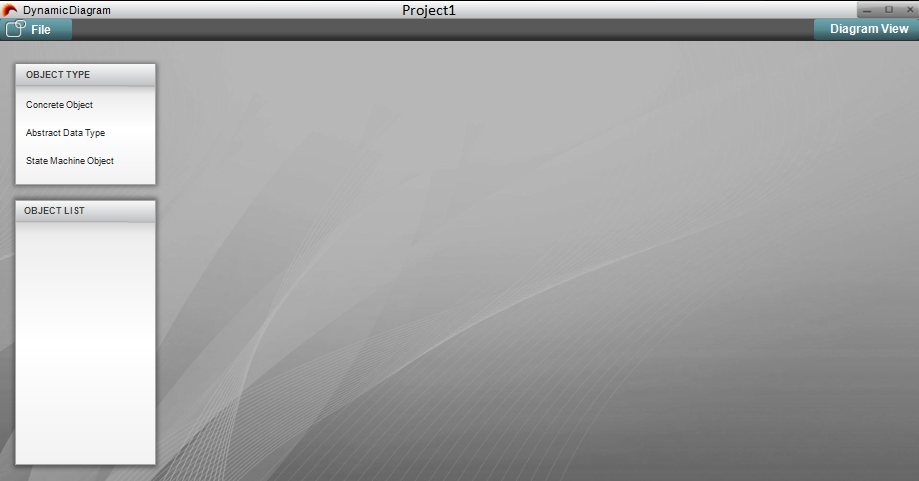 DynamicDiagram
Project1
File
Diagram View
OBJECT TYPE
Concrete Object
Abstract Data Type
State Machine Object
OBJECT LIST